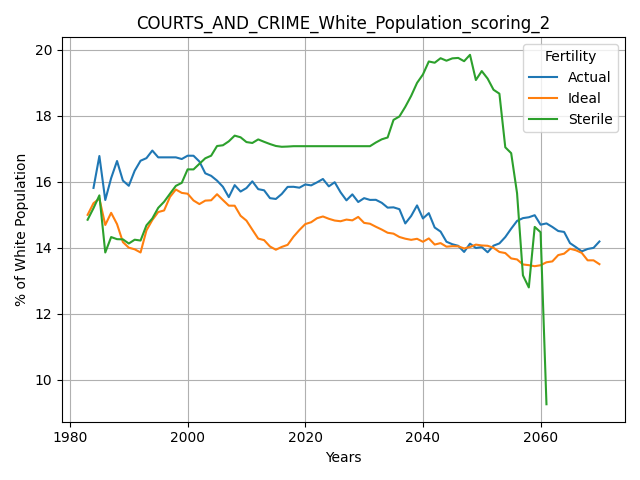 COURTS_AND_CRIME_White_Population_scoring_2
% of White Population
20
18
16
14
12
10
1980
2000
2020
2040
2060
Years
Fertility
Actual
Ideal
Sterile